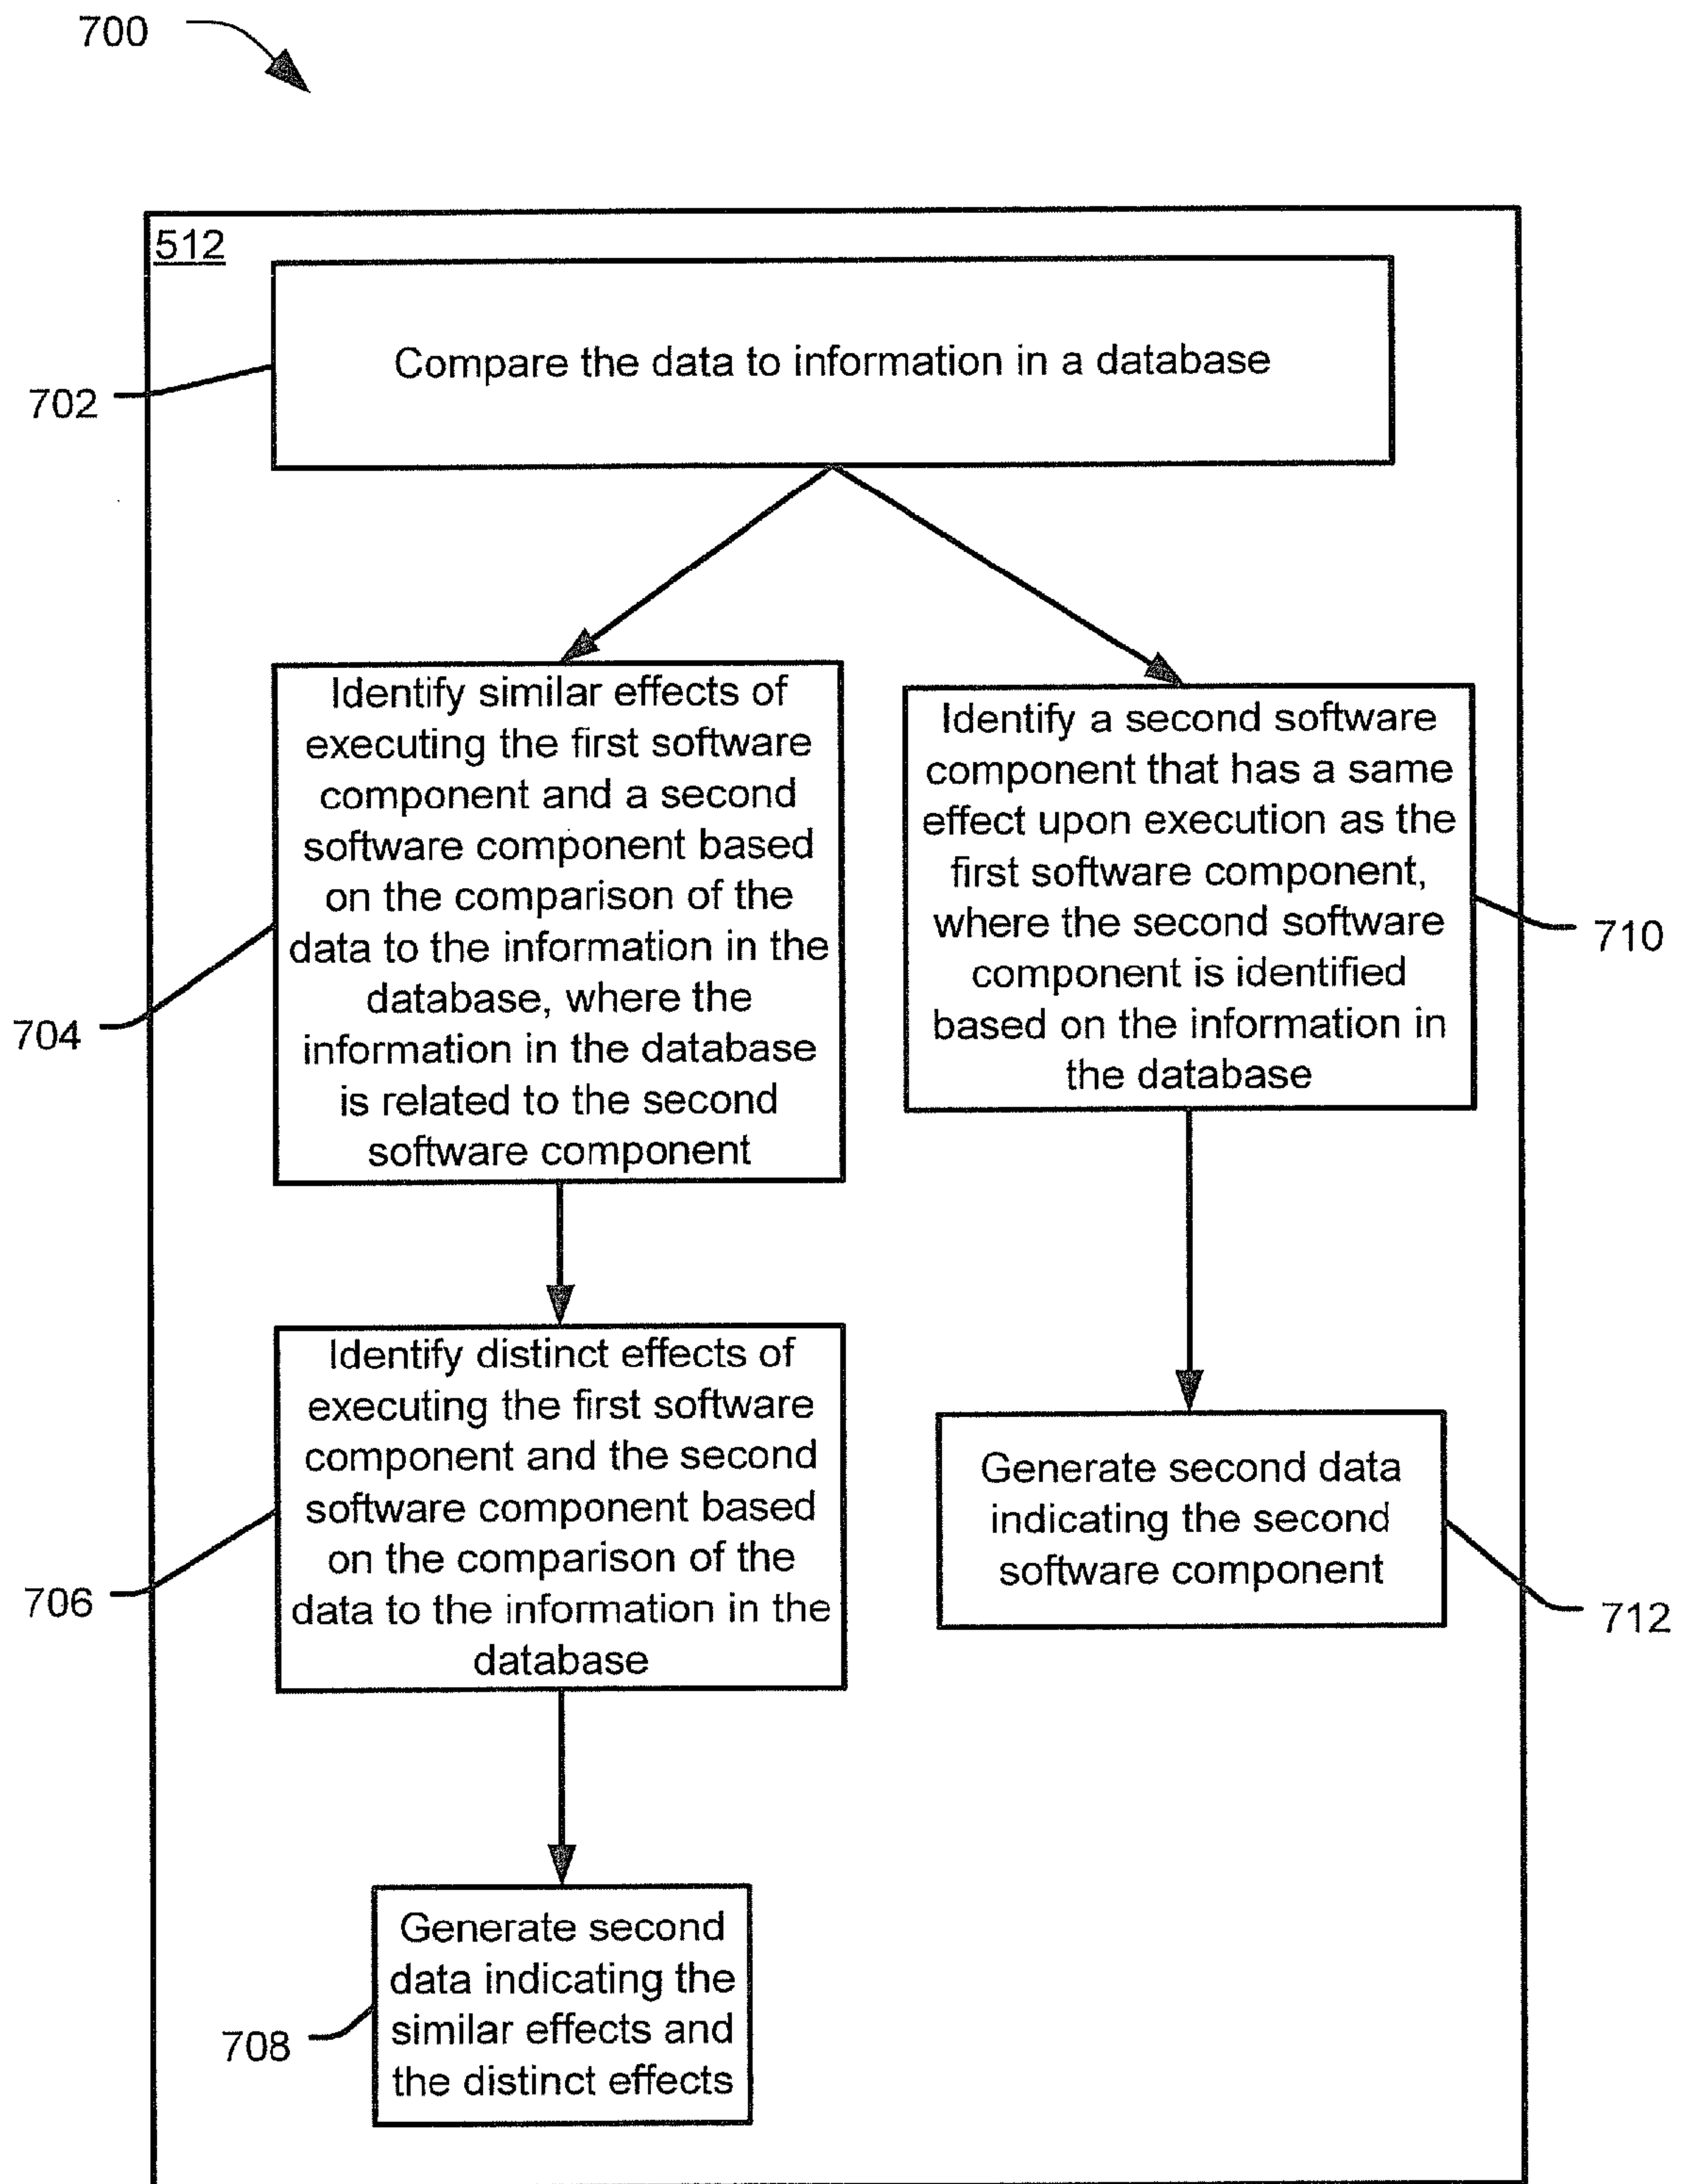 700
512
Compare the data to information in a database
702
Identify similar effects of
executing the first software
component and a second
software component based
on the comparison of the
data to the information in the
database, where the
information in the database
is related to the second
software component
704
Identify a second software
component that has a same
effect upon execution as the
first software component,
where the second software
component is identified
based on the information in
the database
710
Identify distinct effects of
executing the first software
component and the second
software component based
on the comparison of the
data to the information in the
database
706
Generate second data
indicating the second
software component
712
Generate second
data indicating the
similar effects and
the distinct effects
708